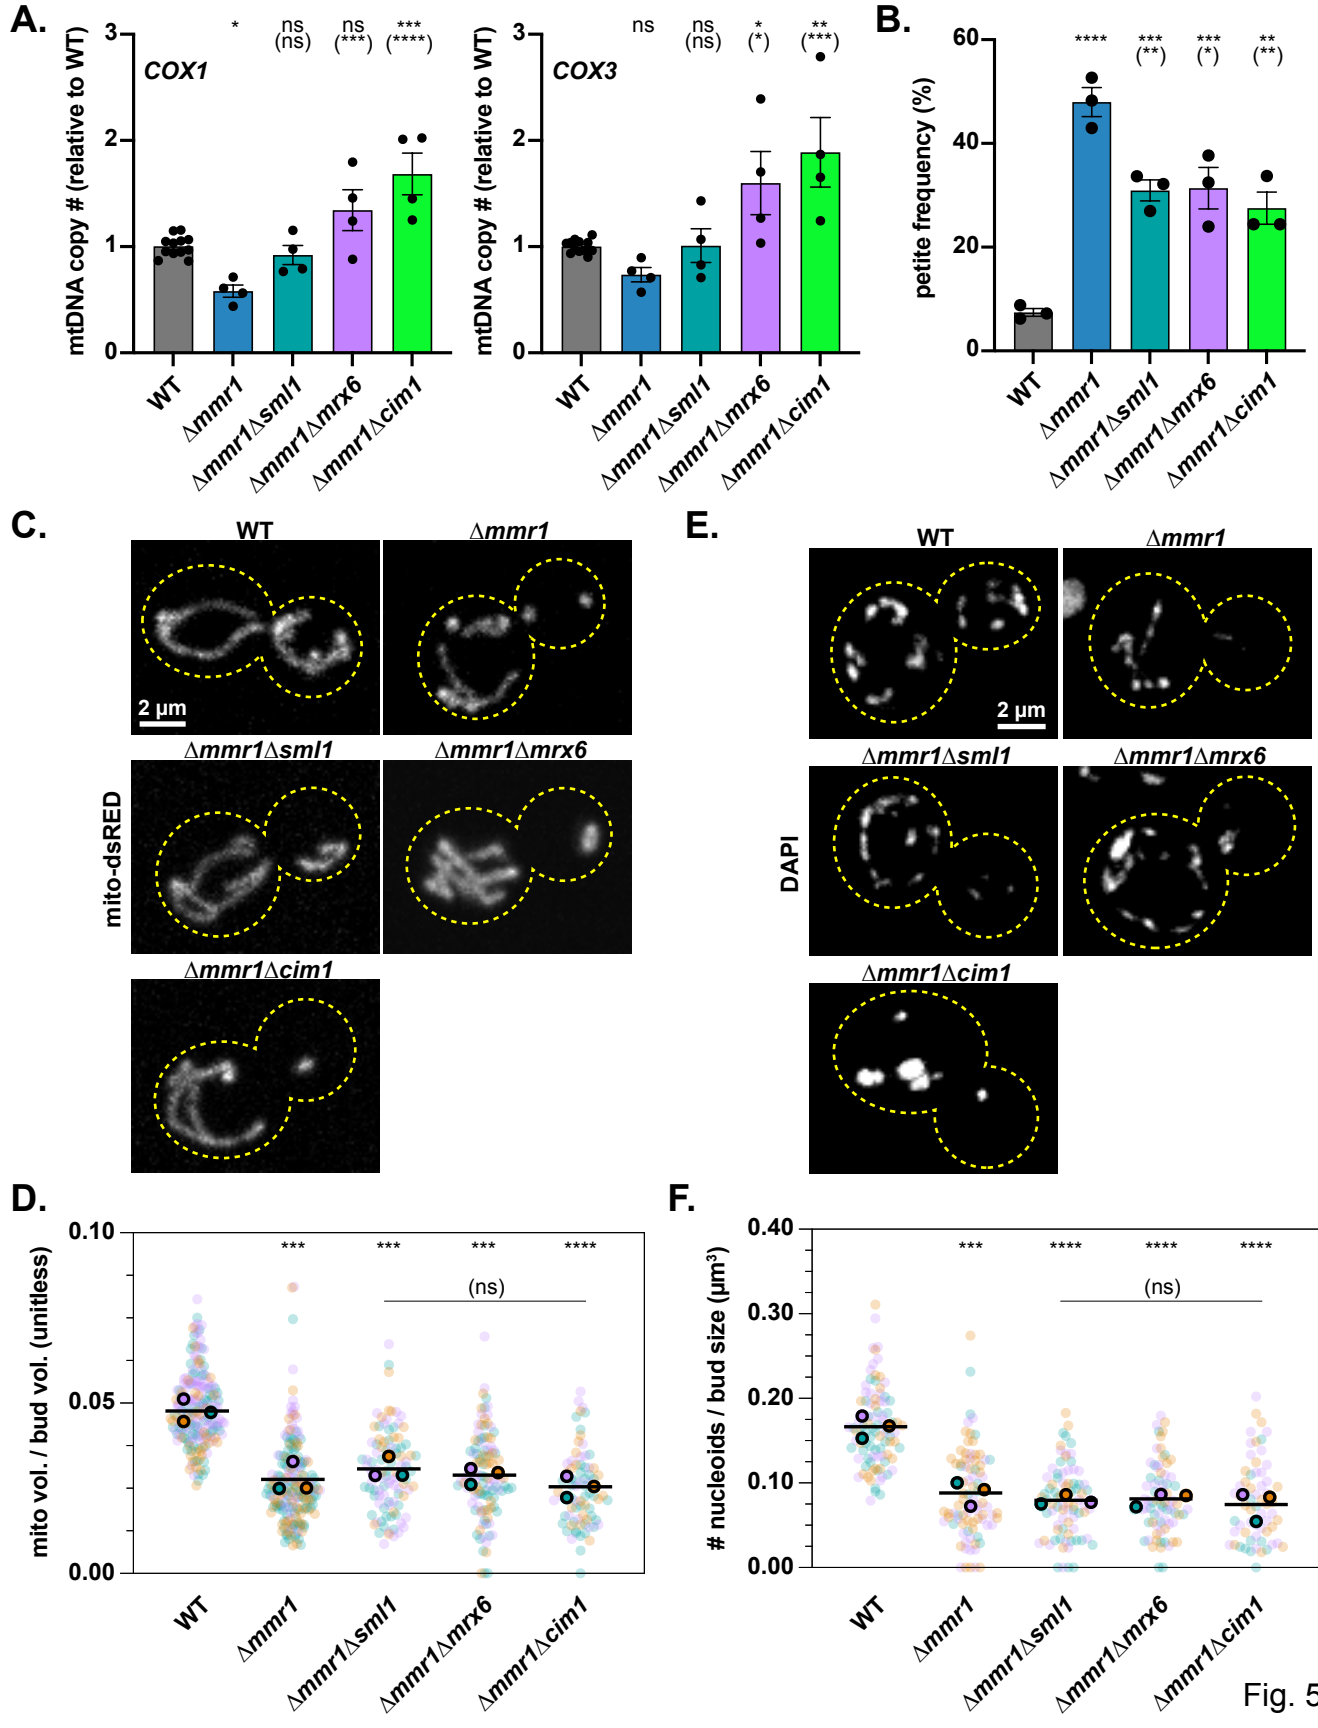 A.
mtDNA copy # (relative to WT)
3
2
1
0
COX1
*
ns
(ns)
ns
(***)
***
(****)
WT
Δmmr1
Δmmr1Δsml1
Δmmr1Δmrx6
Δmmr1Δcim1
mtDNA copy # (relative to WT)
3
2
1
0
COX3
ns
ns
(ns)
*
(*)
**
(***)
WT
Δmmr1
Δmmr1Δsml1
Δmmr1Δmrx6
Δmmr1Δcim1
B.
petite frequency (%)
60
40
20
0
****
***
(**)
***
(*)
**
(**)
WT
Δmmr1
Δmmr1Δsml1
Δmmr1Δmrx6
Δmmr1Δcim1
C.
mito-dsRED
WT
Δmmr1
2 µm
Δmmr1Δsml1
Δmmr1Δmrx6
Δmmr1Δcim1
E.
DAPI
WT
Δmmr1
2 µm
Δmmr1Δsml1
Δmmr1Δmrx6
Δmmr1Δcim1
D.
mito vol. / bud vol. (unitless)
0.10
0.05
0.00
***
***
***
****
(ns)
WT
Δmmr1
Δmmr1Δsml1
Δmmr1Δmrx6
Δmmr1Δcim1
F.
# nucleoids / bud size (µm³)
0.40
0.30
0.20
0.10
0.00
***
****
****
****
(ns)
WT
Δmmr1
Δmmr1Δsml1
Δmmr1Δmrx6
Δmmr1Δcim1
Fig. 5